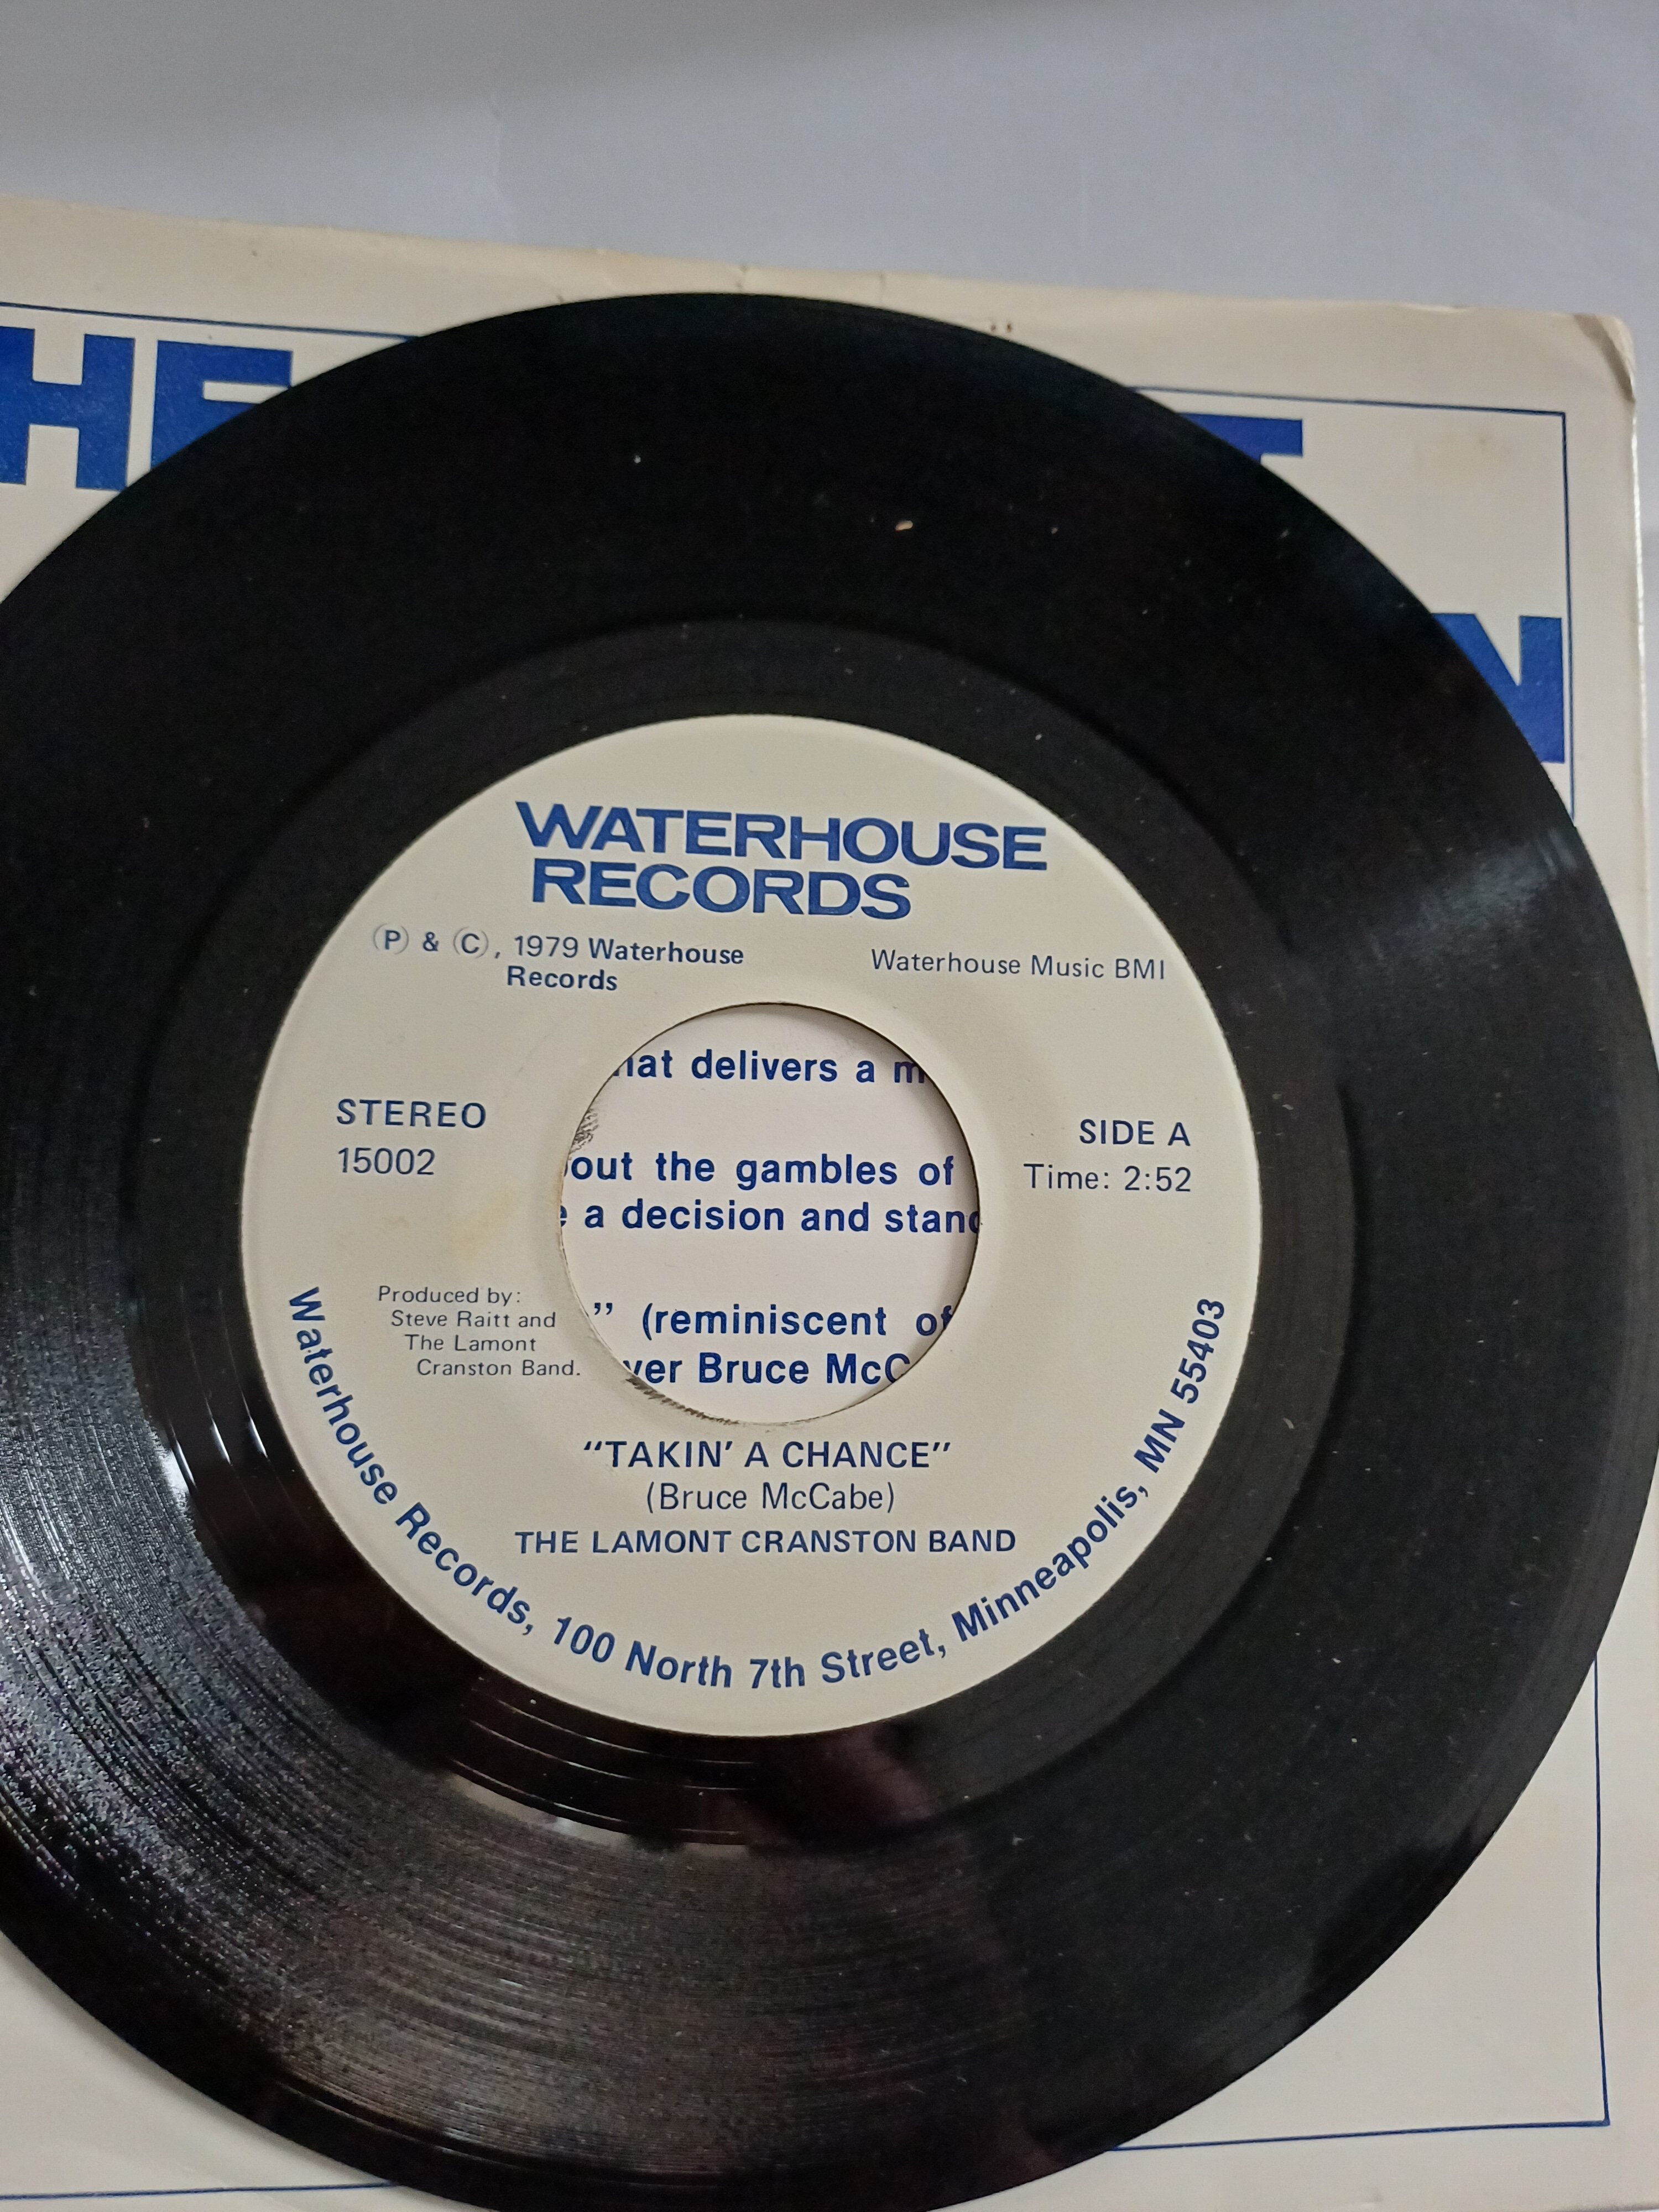 HE
T
N
WATERHOUSE
RECORDS
Ⓟ & Ⓒ, 1979 Waterhouse
Records
Waterhouse Music BMI
STEREO
15002
SIDE A
Time: 2:52
delivers a
the gambles of
a decision and
" (reminiscent of
Bruce
Produced by:
Steve Raitt and
The Lamont
Cranston Band.
"TAKIN' A CHANCE"
(Bruce McCabe)
THE LAMONT CRANSTON BAND
Waterhouse Records, 100 North 7th Street, Minneapolis, MN 55403